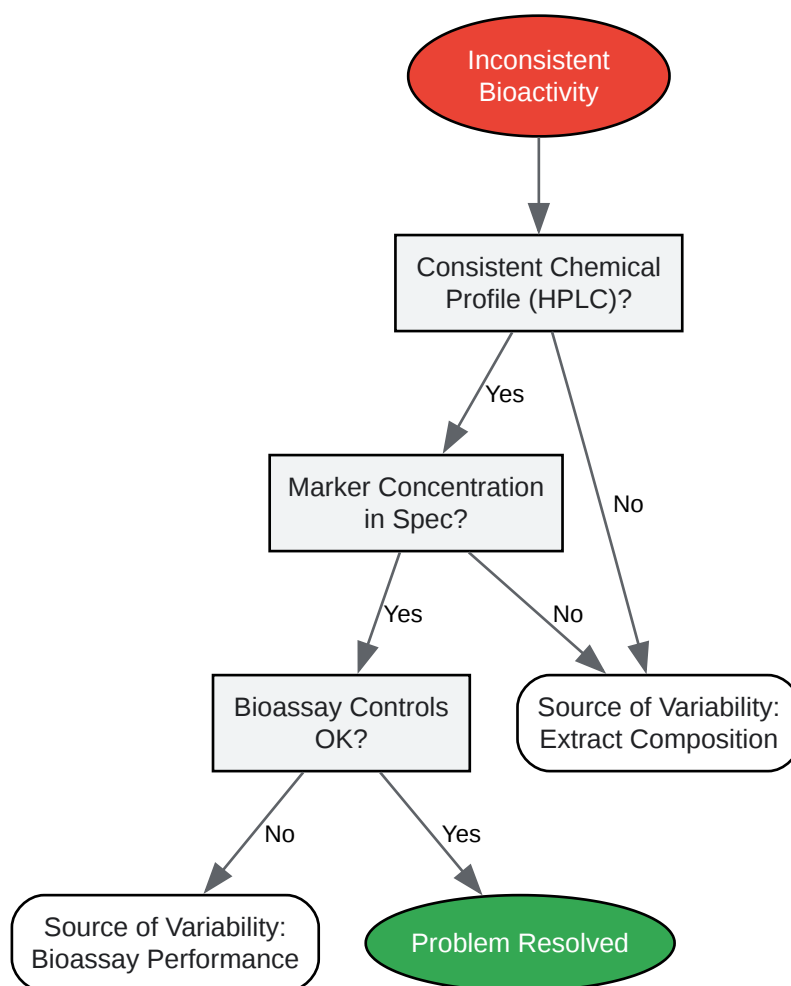 Inconsistent
Bioactivity
Consistent Chemical
Profile (HPLC)?
Yes
Marker Concentration
in Spec?
No
Yes
No
Bioassay Controls
OK?
Source of Variability:
Extract Composition
No
Yes
Source of Variability:
Bioassay Performance
Problem Resolved